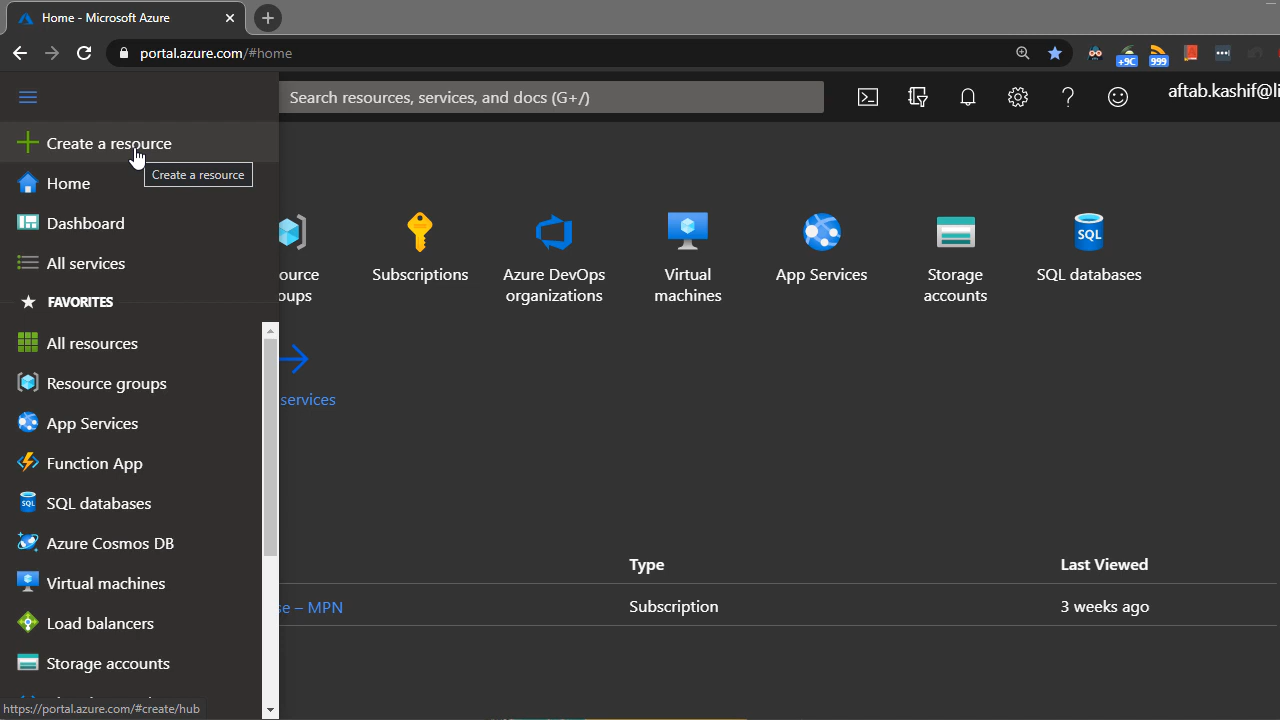 Home - Microsoft Azure
portal.azure.com/#home
+9C
999
Search resources, services, and docs (G+/)
aftab.kashif@li
Create a resource
Create a resource
Home
Dashboard
All services
FAVORITES
All resources
Resource groups
App Services
Function App
SQL databases
Azure Cosmos DB
Virtual machines
Load balancers
Storage accounts
https://portal.azure.com/#create/hub
ource
oups
Subscriptions
Azure DevOps
organizations
Virtual
machines
App Services
Storage
accounts
SQL
SQL databases
services
Type
Last Viewed
se – MPN
Subscription
3 weeks ago